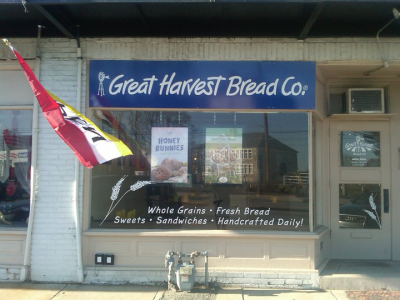 Great Harvest Bread Co.®
HONEY
BUNNIES
Whole Grains • Fresh Bread
Sweets • Sandwiches • Handcrafted Daily!